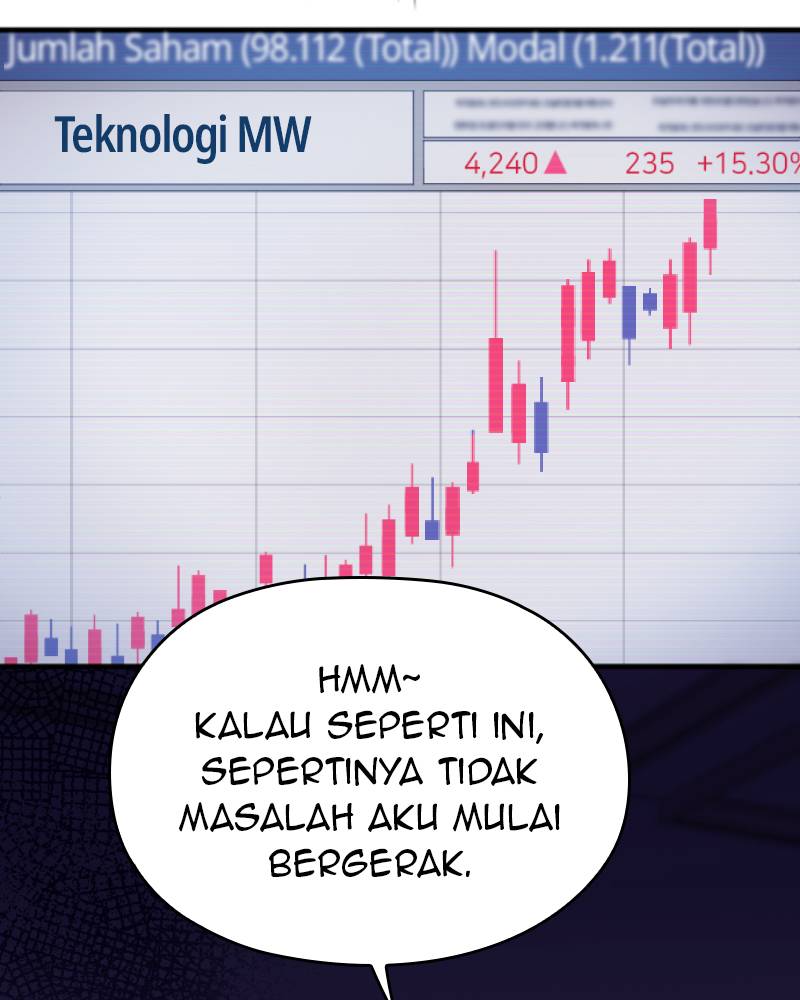 Jumlah Saham (98.112 (Total)) Modal (1.211(Total))
Teknologi MW
4,240▲ 235 +15.30%
HMM~
KALAU SEPERTI INI,
SEPERTINYA TIDAK
MASALAH AKU MULAI
BERGERAK.